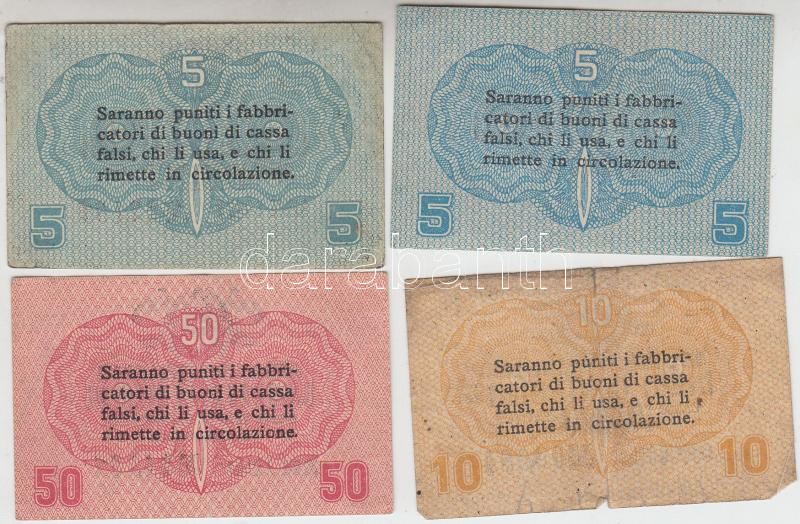 5
Saranno puniti i fabbri-
catori di buoni di cassa
falsi, chi li usa, e chi li
rimette in circolazione.
5 5
5
Saranno puniti i fabbri-
catori di buoni di cassa
falsi, chi li usa, e chi li
rimette in circolazione.
5 5
darabanth
50
Saranno puniti i fabbri-
catori di buoni di cassa
falsi, chi li usa, e chi li
rimette in circolazione.
50 50
10
Saranno puniti i fabbri-
catori di buoni di cassa
falsi, chi li usa, e chi li
rimette in circolazione.
10 10